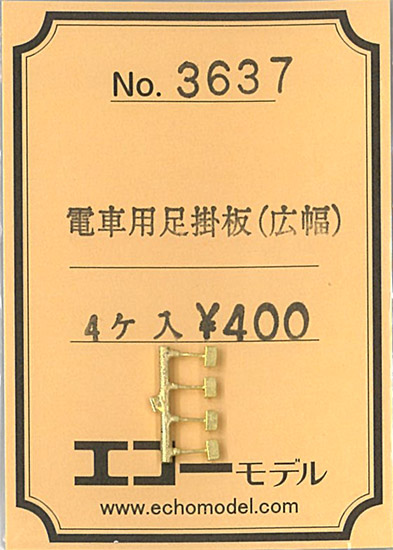 No. 3637
電車用足掛板(広幅)
4ケ入 ¥400
エコーモデル
www.echomodel.com